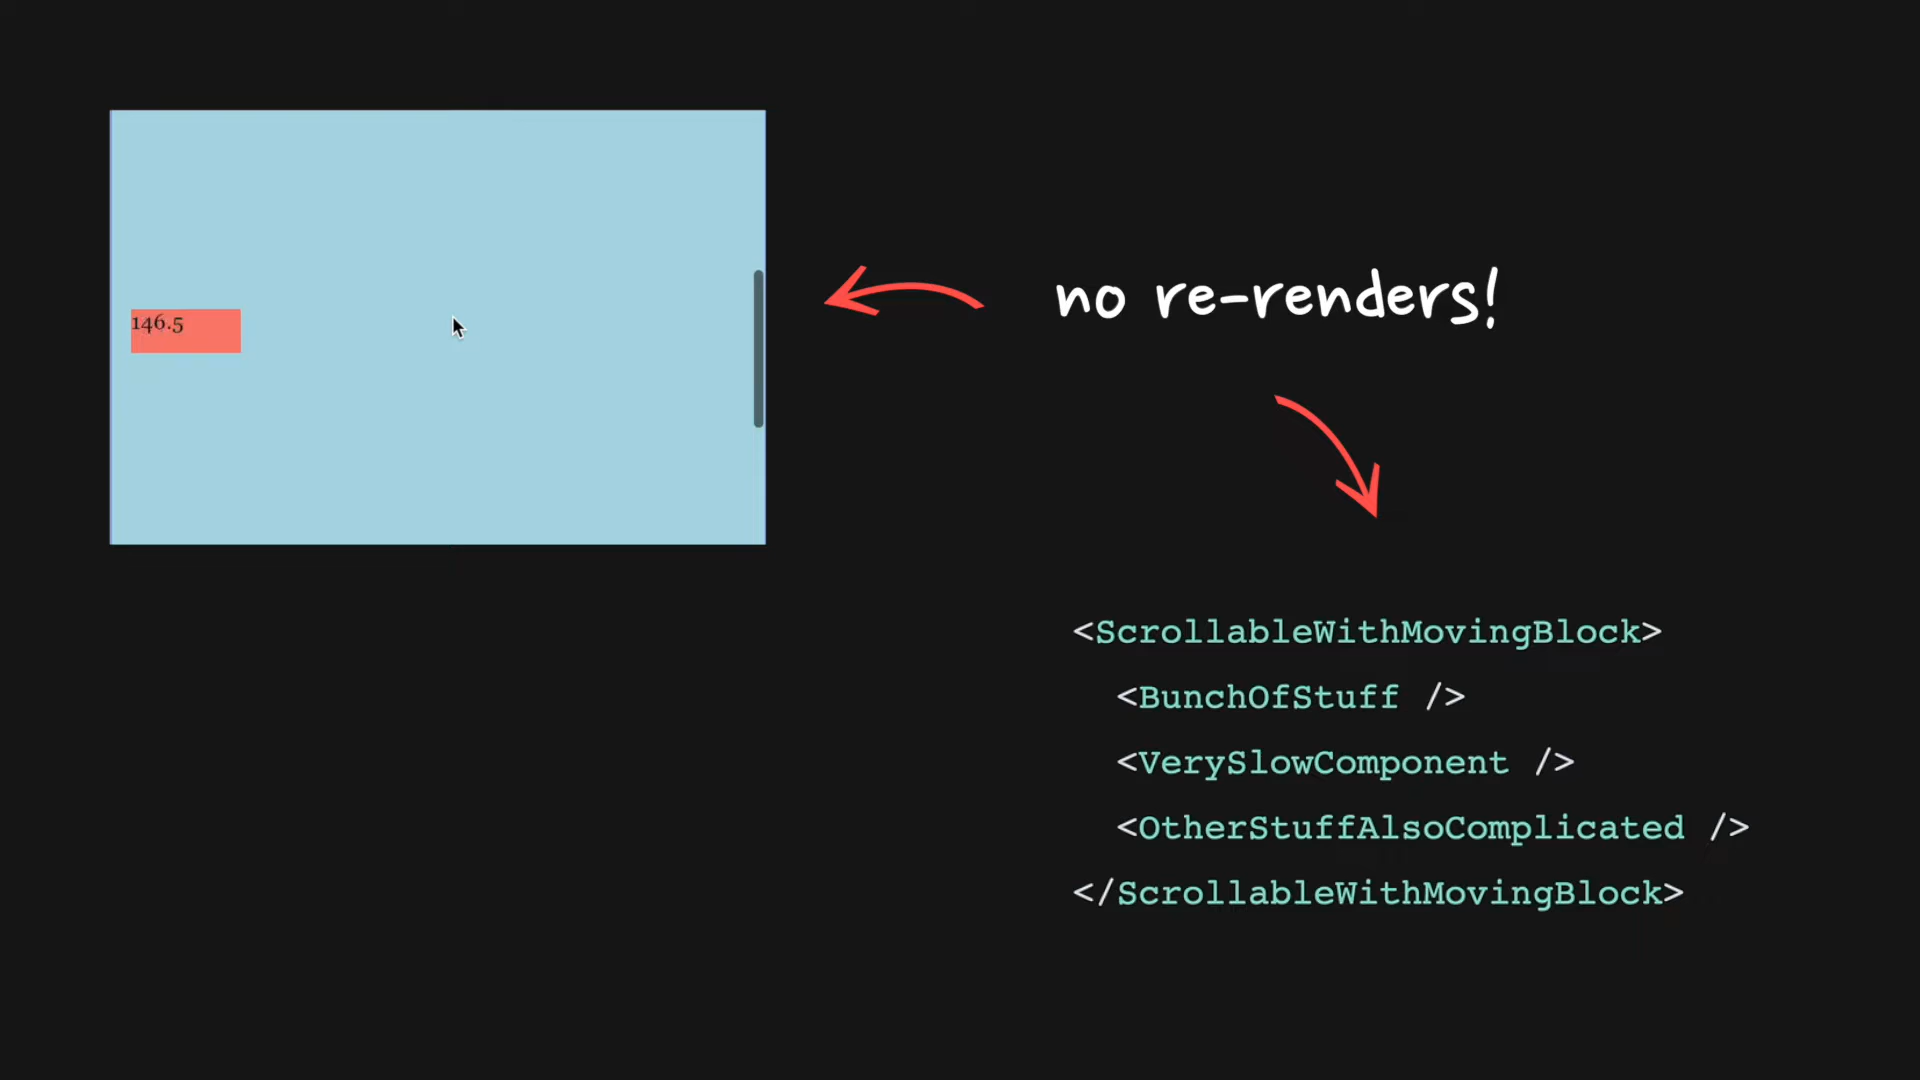 146.5
no re-renders!
<ScrollableWithMovingBlock>
<BunchOfStuff />
<VerySlowComponent />
<OtherStuffAlsoComplicated />
</ScrollableWithMovingBlock>